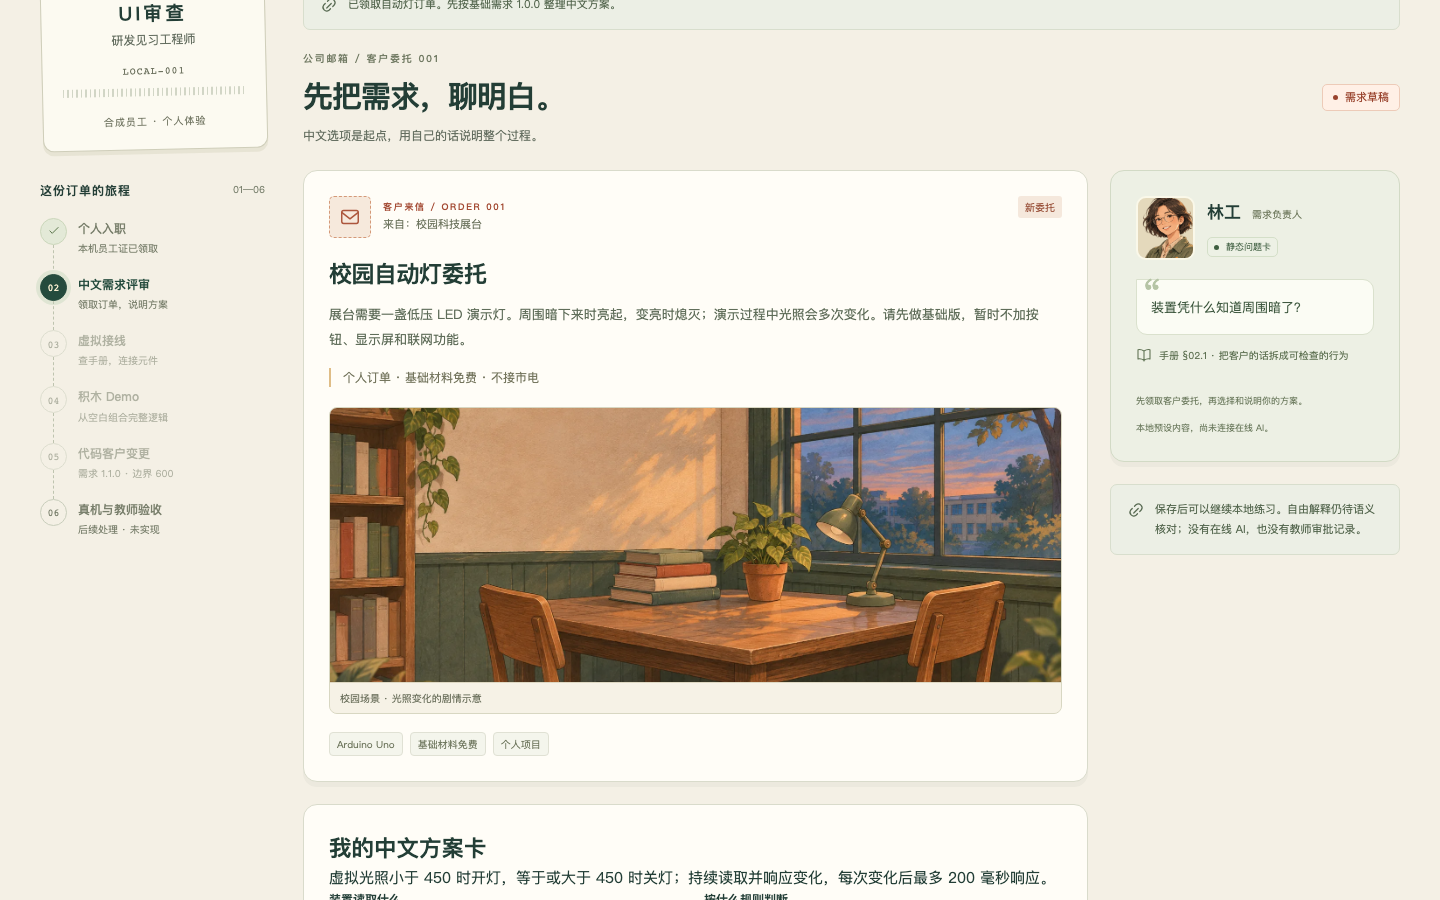 UI审查
研发见习工程师
LOCAL-001
合成员工 · 个人体验
这份订单的旅程
01—06
个人入职
本机员工证已领取
02
中文需求评审
领取订单，说明方案
03
虚拟接线
查手册，连接元件
04
积木 Demo
从空白组合完整逻辑
05
代码客户变更
需求 1.1.0 · 边界 600
06
真机与教师验收
后续处理 · 未实现
已领取自动灯订单。先按基础需求 1.0.0 整理中文方案。
公司邮箱 / 客户委托 001
先把需求，聊明白。
中文选项是起点，用自己的话说明整个过程。
需求草稿
客户来信 / ORDER 001
来自：校园科技展台
新委托
校园自动灯委托
展台需要一盏低压 LED 演示灯。周围暗下来时亮起，变亮时熄灭；演示过程中光照会多次变化。请先做基础版，暂时不加按
钮、显示屏和联网功能。
个人订单 · 基础材料免费 · 不接市电
校园场景 · 光照变化的剧情示意
Arduino Uno
基础材料免费
个人项目
我的中文方案卡
虚拟光照小于 450 时开灯，等于或大于 450 时关灯；持续读取并响应变化，每次变化后最多 200 毫秒响应。
装置读取什么
按什么规则判断
林工
需求负责人
静态问题卡
“
装置凭什么知道周围暗了？
手册 §02.1 · 把客户的话拆成可检查的行为
先领取客户委托，再选择和说明你的方案。
本地预设内容，尚未连接在线 AI。
保存后可以继续本地练习。自由解释仍待语义
核对；没有在线 AI，也没有教师审批记录。